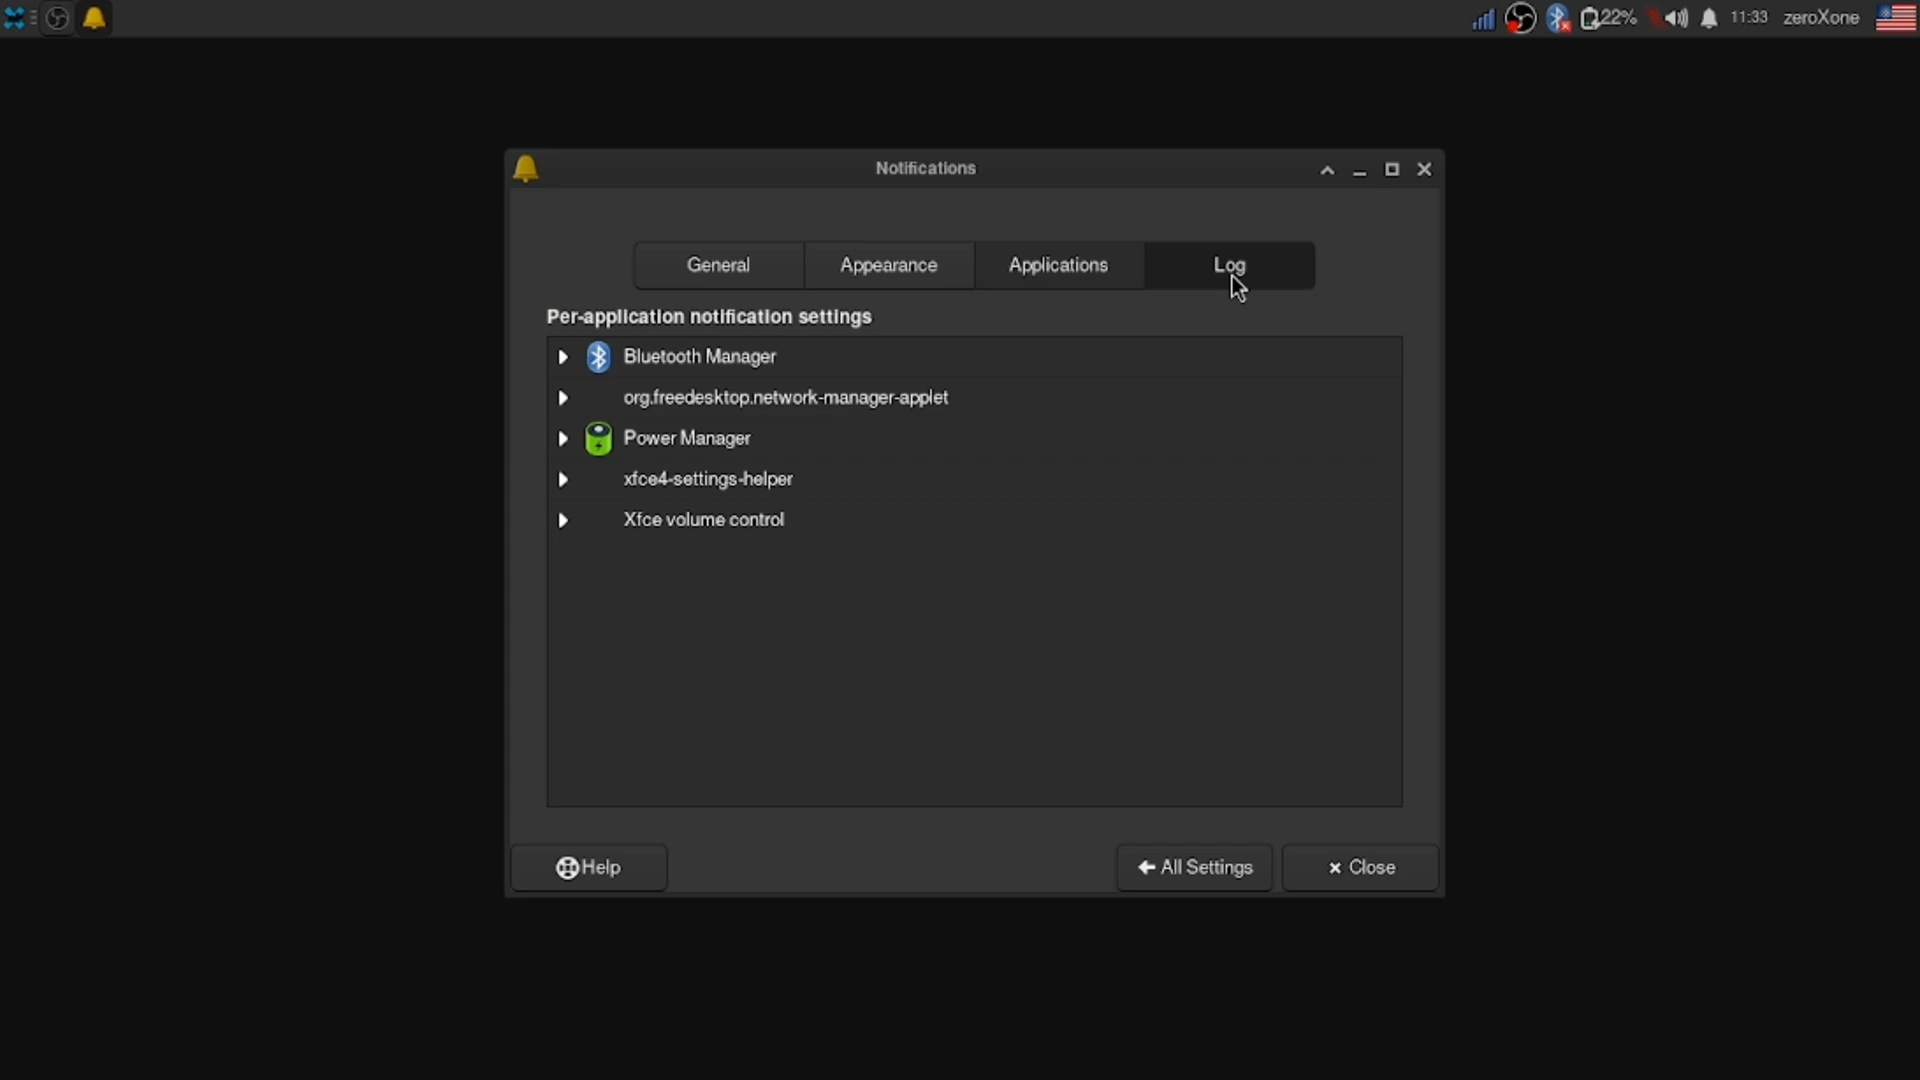 22% 11:33 zeroXone
Notifications
General Appearance Applications Log
Per-application notification settings
Bluetooth Manager
org.freedesktop.network-manager-applet
Power Manager
xfce4-settings-helper
Xfce volume control
Help All Settings Close